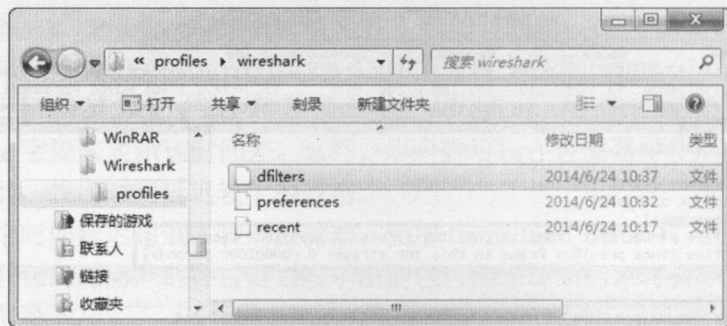 « profiles ▸ wireshark
搜索 wireshark
组织 打开 共享 刻录 新建文件夹
WinRAR
Wireshark
profiles
保存的游戏
联系人
链接
收藏夹
名称 修改日期 类型
dfilters 2014/6/24 10:37 文件
preferences 2014/6/24 10:32 文件
recent 2014/6/24 10:17 文件